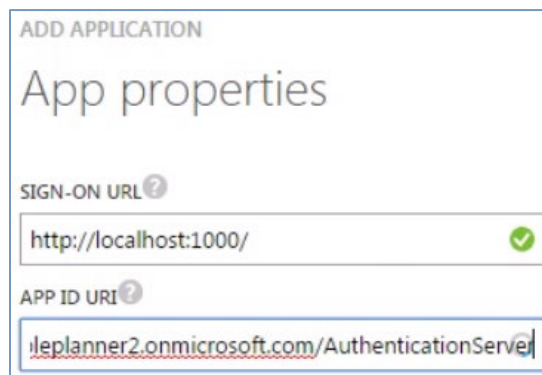 ADD APPLICATION
App properties
SIGN-ON URL
http://localhost:1000/
APP ID URI
leplanner2.onmicrosoft.com/AuthenticationServer